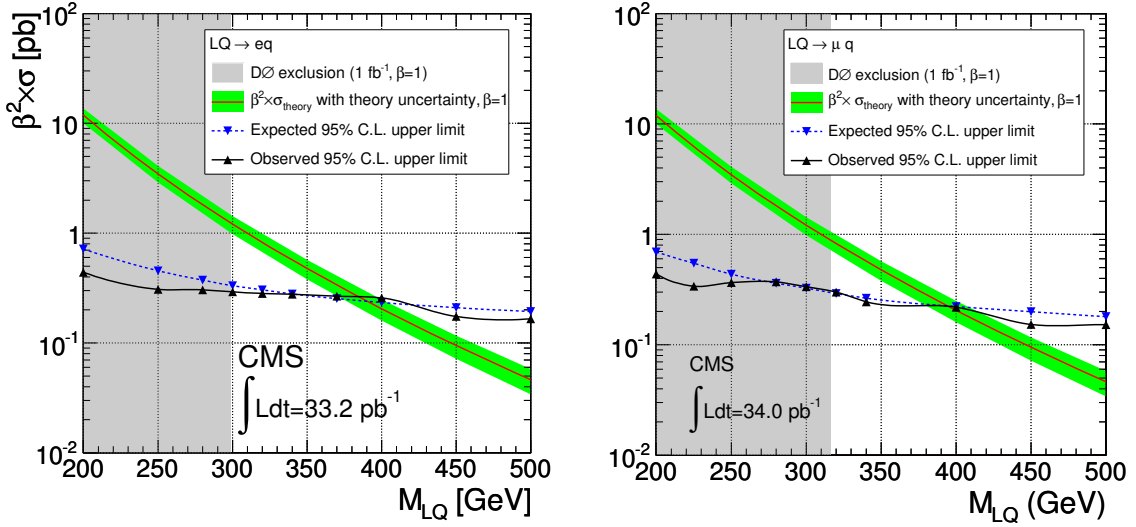 β²×σ [pb]
10²
10
1
10⁻¹
10⁻²
LQ → eq
DØ exclusion (1 fb⁻¹, β=1)
β²×σtheory with theory uncertainty, β=1
Expected 95% C.L. upper limit
Observed 95% C.L. upper limit
CMS
∫Ldt=33.2 pb⁻¹
200 250 300 350 400 450 500
M_LQ [GeV]
10²
10
1
10⁻¹
10⁻²
LQ → μ q
DØ exclusion (1 fb⁻¹, β=1)
β²×σtheory with theory uncertainty, β=1
Expected 95% C.L. upper limit
Observed 95% C.L. upper limit
CMS
∫Ldt=34.0 pb⁻¹
200 250 300 350 400 450 500
M_LQ (GeV)
β²×σ [pb]